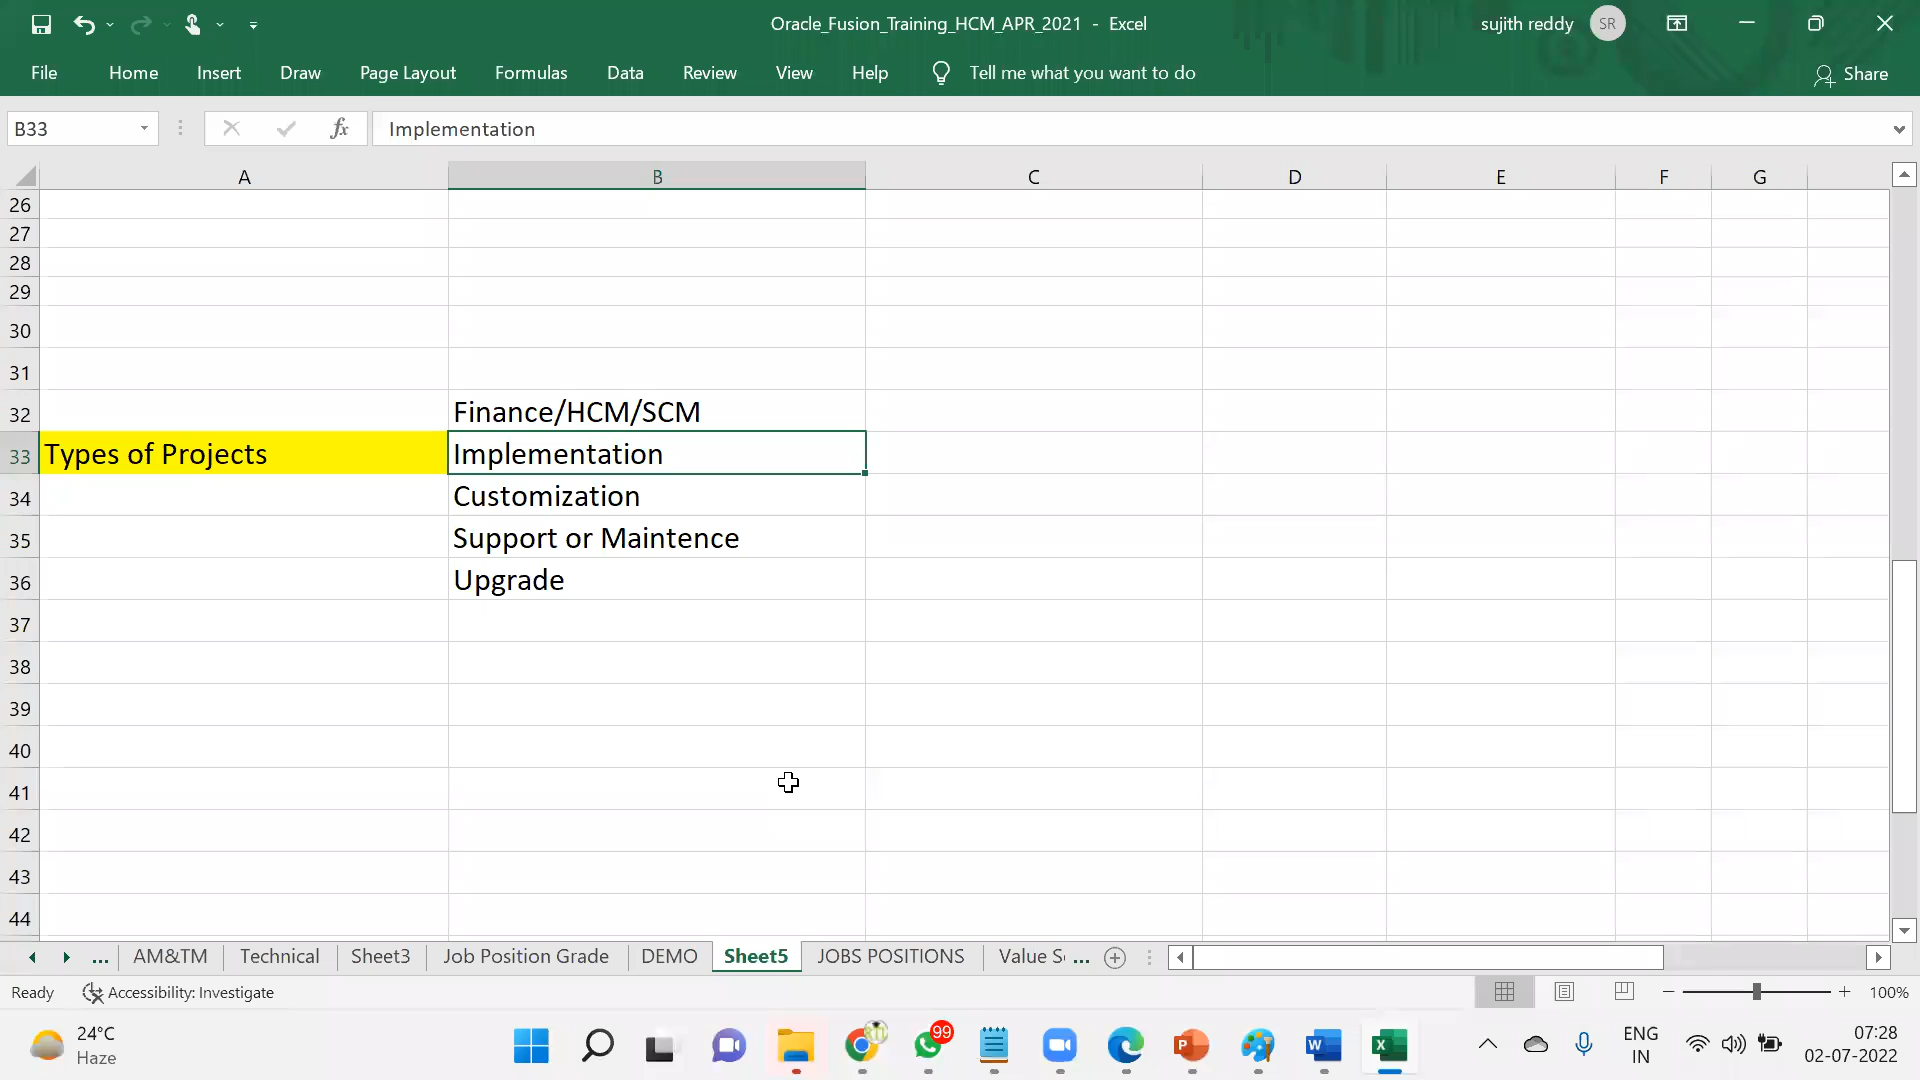 Oracle_Fusion_Training_HCM_APR_2021 - Excel
sujith reddy SR
File Home Insert Draw Page Layout Formulas Data Review View Help Tell me what you want to do Share
B33 fx Implementation
A B C D E F G
26
27
28
29
30
31
32 Finance/HCM/SCM
33 Types of Projects Implementation
34 Customization
35 Support or Maintence
36 Upgrade
37
38
39
40
41
42
43
44
... AM&TM Technical Sheet3 Job Position Grade DEMO Sheet5 JOBS POSITIONS Value S ...
Ready Accessibility: Investigate 100%
24°C
Haze
99
ENG
IN
07:28
02-07-2022